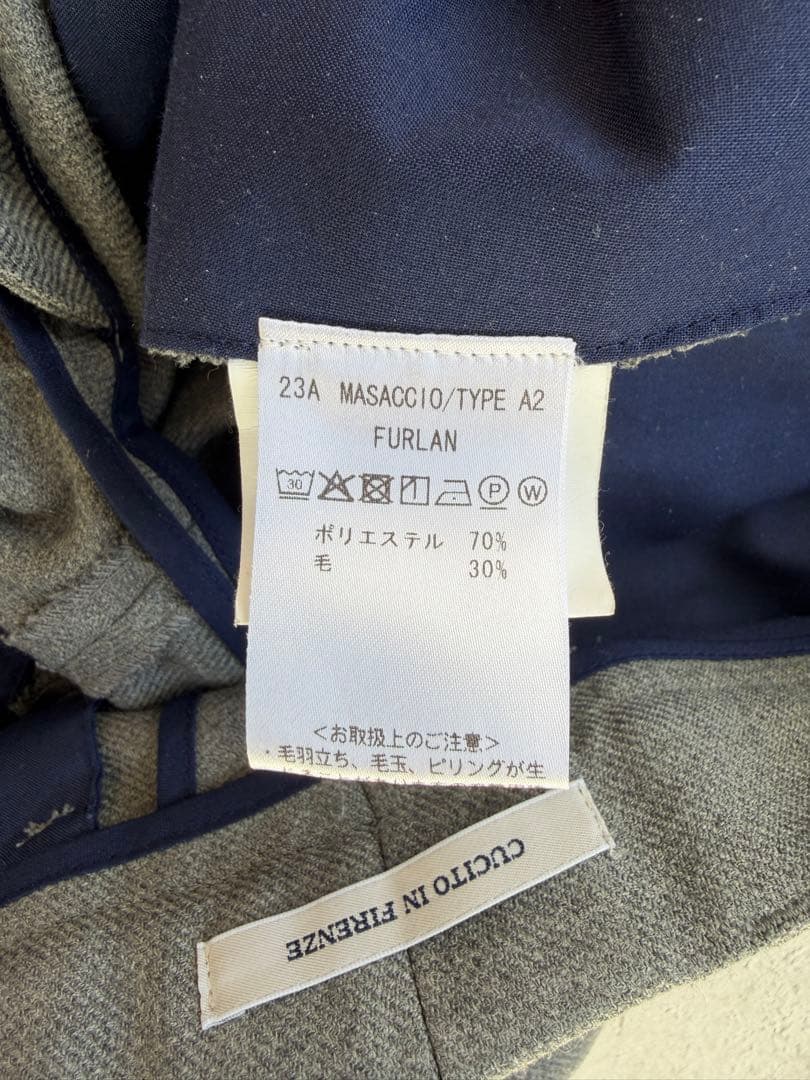 23A MASACCIO/TYPE A2
FURLAN
30 P W
ポリエステル 70%
毛 30%
<お取扱上のご注意>
・毛羽立ち、毛玉、ピリングが生
CUCITO IN FIRENZE